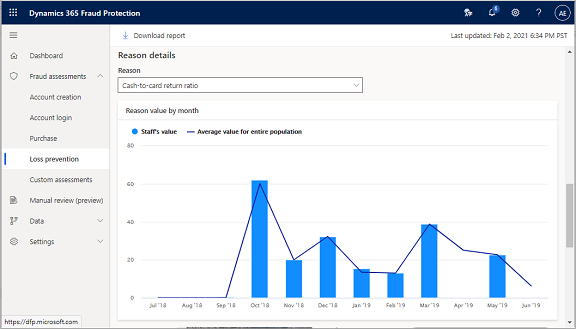 Dynamics 365 Fraud Protection
6
?
AE
Download report
Last updated: Feb 2, 2021 6:34 PM PST
Dashboard
Fraud assessments
Account creation
Account login
Purchase
Loss prevention
Custom assessments
Manual review (preview)
Data
Settings
Reason details
Reason
Cash-to-card return ratio
Reason value by month
Staff's value
Average value for entire population
80
60
40
20
0
Jul '18 Aug '18 Sep '18 Oct '18 Nov '18 Dec '18 Jan '19 Feb '19 Mar '19 Apr '19 May '19 Jun '19
https://dfp.microsoft.com